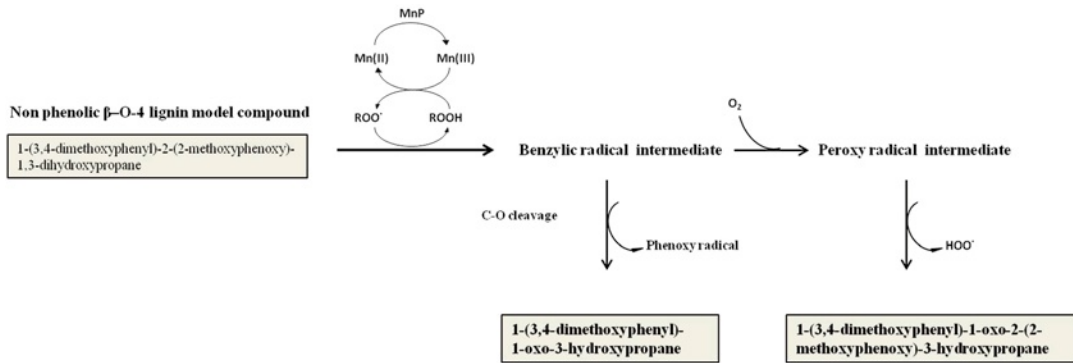 MnP
Mn(II) Mn(III)
Non phenolic β-O-4 lignin model compound
ROO· ROOH
O₂
1-(3,4-dimethoxyphenyl)-2-(2-methoxyphenoxy)-
1,3-dihydroxypropane
Benzylic radical intermediate
Peroxy radical intermediate
C-O cleavage
Phenoxy radical
HOO·
1-(3,4-dimethoxyphenyl)-
1-oxo-3-hydroxypropane
1-(3,4-dimethoxyphenyl)-1-oxo-2-(2-
methoxyphenoxy)-3-hydroxypropane